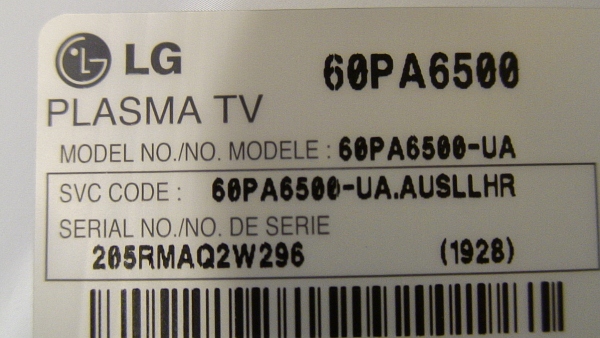 LG 60PA6500
PLASMA TV
MODEL NO./NO. MODELE : 60PA6500-UA
SVC CODE : 60PA6500-UA.AUSLLHR
SERIAL NO./NO. DE SERIE
205RMAQ2W296 (1928)